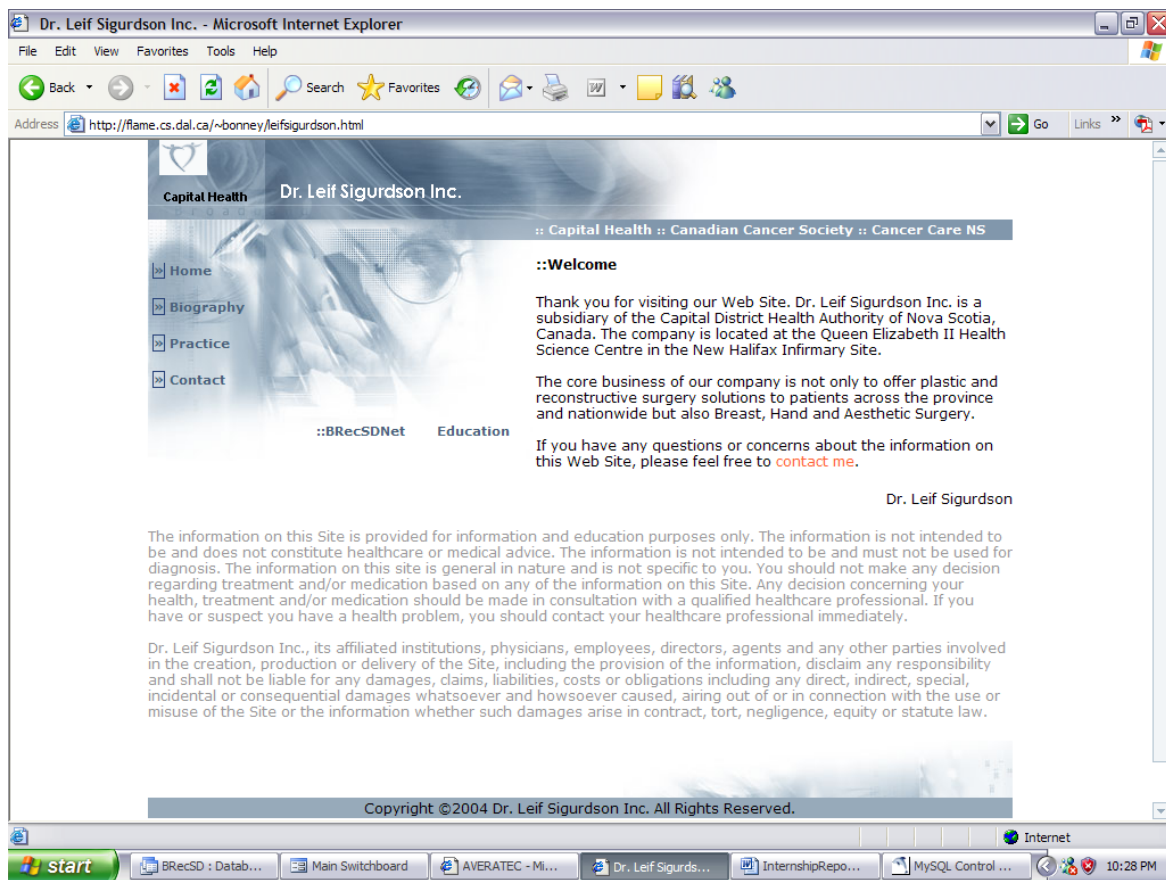 Dr. Leif Sigurdson Inc. - Microsoft Internet Explorer
File Edit View Favorites Tools Help
Back Search Favorites
Address http://flame.cs.dal.ca/~bonney/leifsigurdson.html Go Links »
Capital Health Dr. Leif Sigurdson Inc.
:: Capital Health :: Canadian Cancer Society :: Cancer Care NS
» Home
» Biography
» Practice
» Contact
::BRecSDNet Education
::Welcome
Thank you for visiting our Web Site. Dr. Leif Sigurdson Inc. is a
subsidiary of the Capital District Health Authority of Nova Scotia,
Canada. The company is located at the Queen Elizabeth II Health
Science Centre in the New Halifax Infirmary Site.
The core business of our company is not only to offer plastic and
reconstructive surgery solutions to patients across the province
and nationwide but also Breast, Hand and Aesthetic Surgery.
If you have any questions or concerns about the information on
this Web Site, please feel free to contact me.
Dr. Leif Sigurdson
The information on this Site is provided for information and education purposes only. The information is not intended to
be and does not constitute healthcare or medical advice. The information is not intended to be and must not be used for
diagnosis. The information on this site is general in nature and is not specific to you. You should not make any decision
regarding treatment and/or medication based on any of the information on this Site. Any decision concerning your
health, treatment and/or medication should be made in consultation with a qualified healthcare professional. If you
have or suspect you have a health problem, you should contact your healthcare professional immediately.
Dr. Leif Sigurdson Inc., its affiliated institutions, physicians, employees, directors, agents and any other parties involved
in the creation, production or delivery of the Site, including the provision of the information, disclaim any responsibility
and shall not be liable for any damages, claims, liabilities, costs or obligations including any direct, indirect, special,
incidental or consequential damages whatsoever and howsoever caused, airing out of or in connection with the use or
misuse of the Site or the information whether such damages arise in contract, tort, negligence, equity or statute law.
Copyright ©2004 Dr. Leif Sigurdson Inc. All Rights Reserved.
Internet
start BRecSD : Datab... Main Switchboard AVERATEC - Mi... Dr. Leif Sigurds... InternshipRepo... MySQL Control ... 10:28 PM